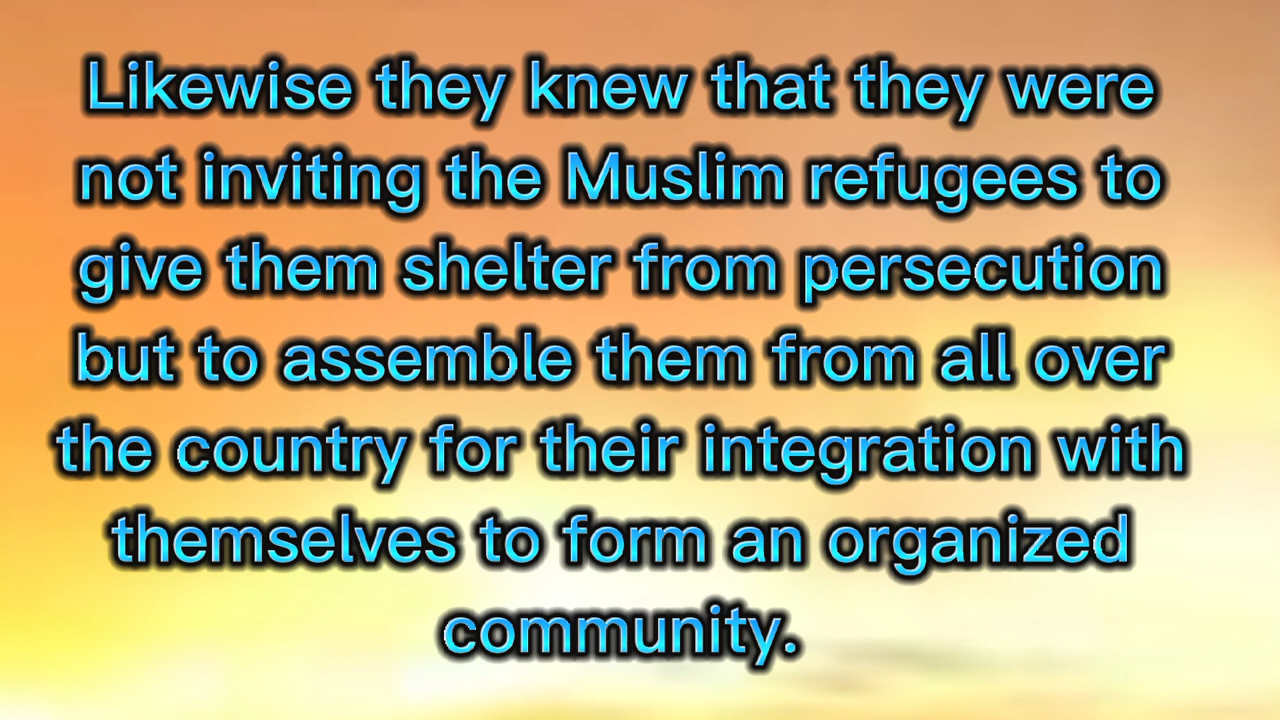 Likewise they knew that they were
not inviting the Muslim refugees to
give them shelter from persecution
but to assemble them from all over
the country for their integration with
themselves to form an organized
community.